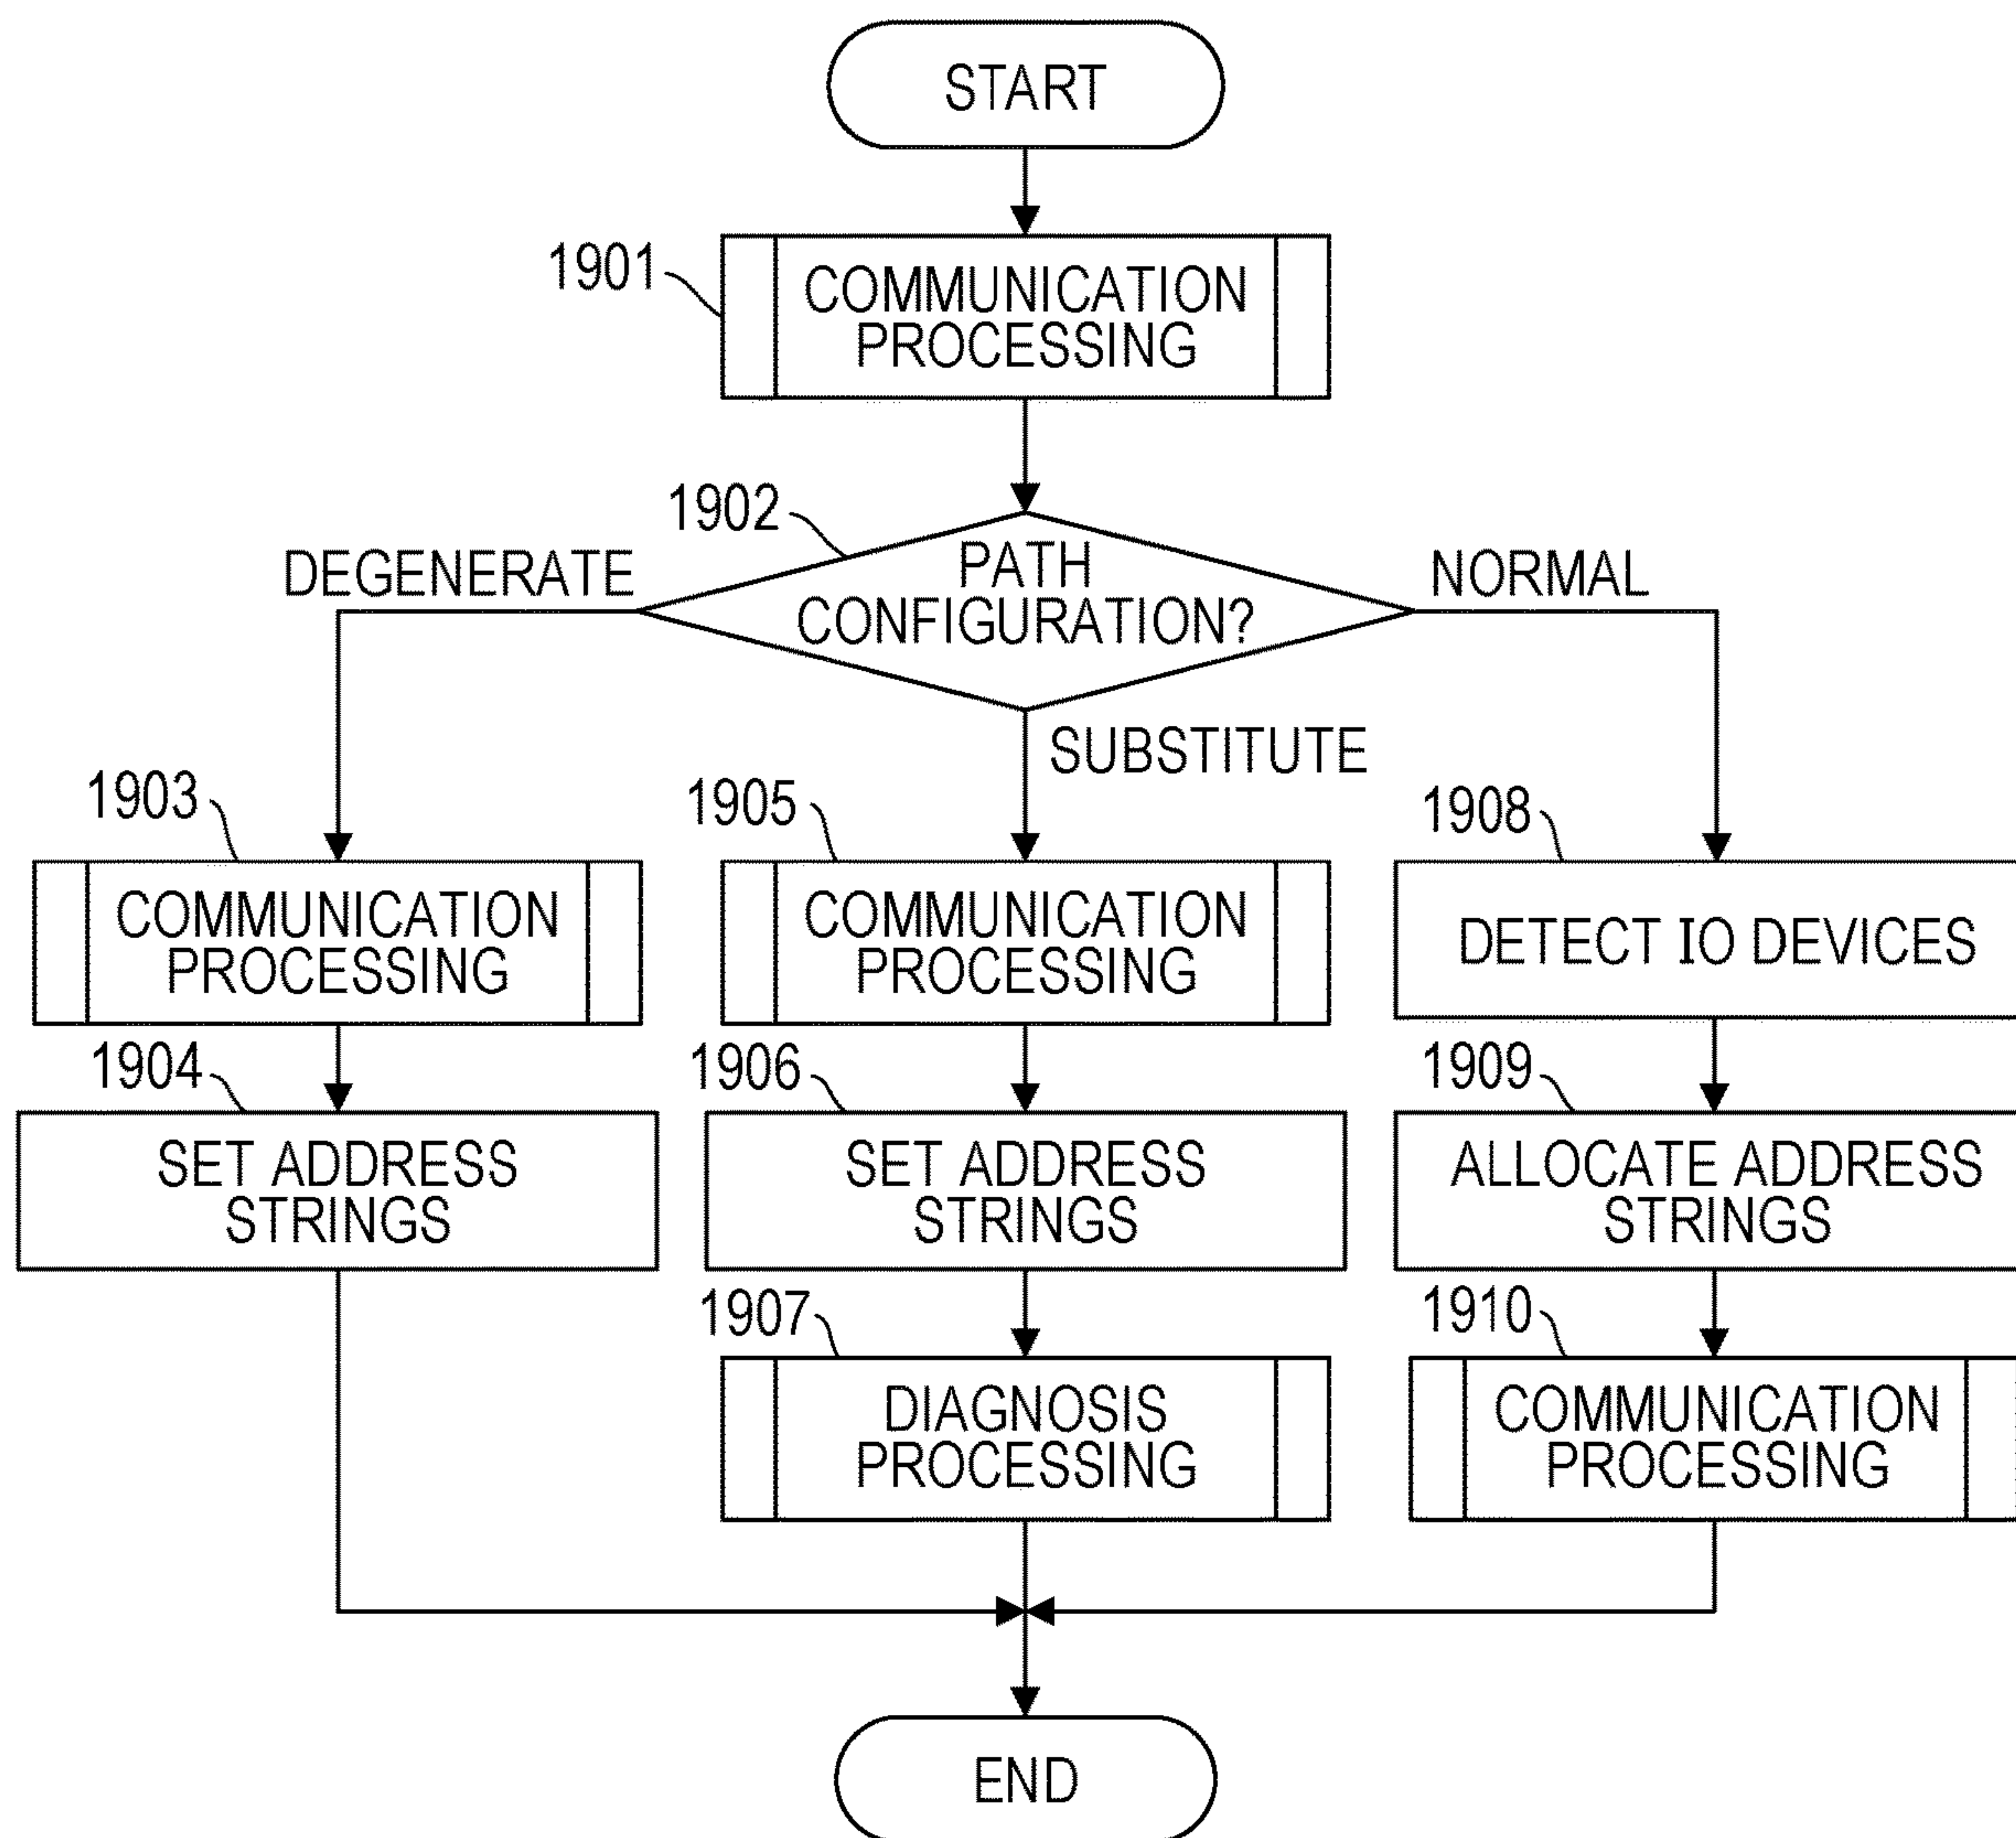 START
1901
COMMUNICATION
PROCESSING
1902
PATH
CONFIGURATION?
DEGENERATE
NORMAL
SUBSTITUTE
1903
COMMUNICATION
PROCESSING
1904
SET ADDRESS
STRINGS
1905
COMMUNICATION
PROCESSING
1906
SET ADDRESS
STRINGS
1907
DIAGNOSIS
PROCESSING
1908
DETECT IO DEVICES
1909
ALLOCATE ADDRESS
STRINGS
1910
COMMUNICATION
PROCESSING
END